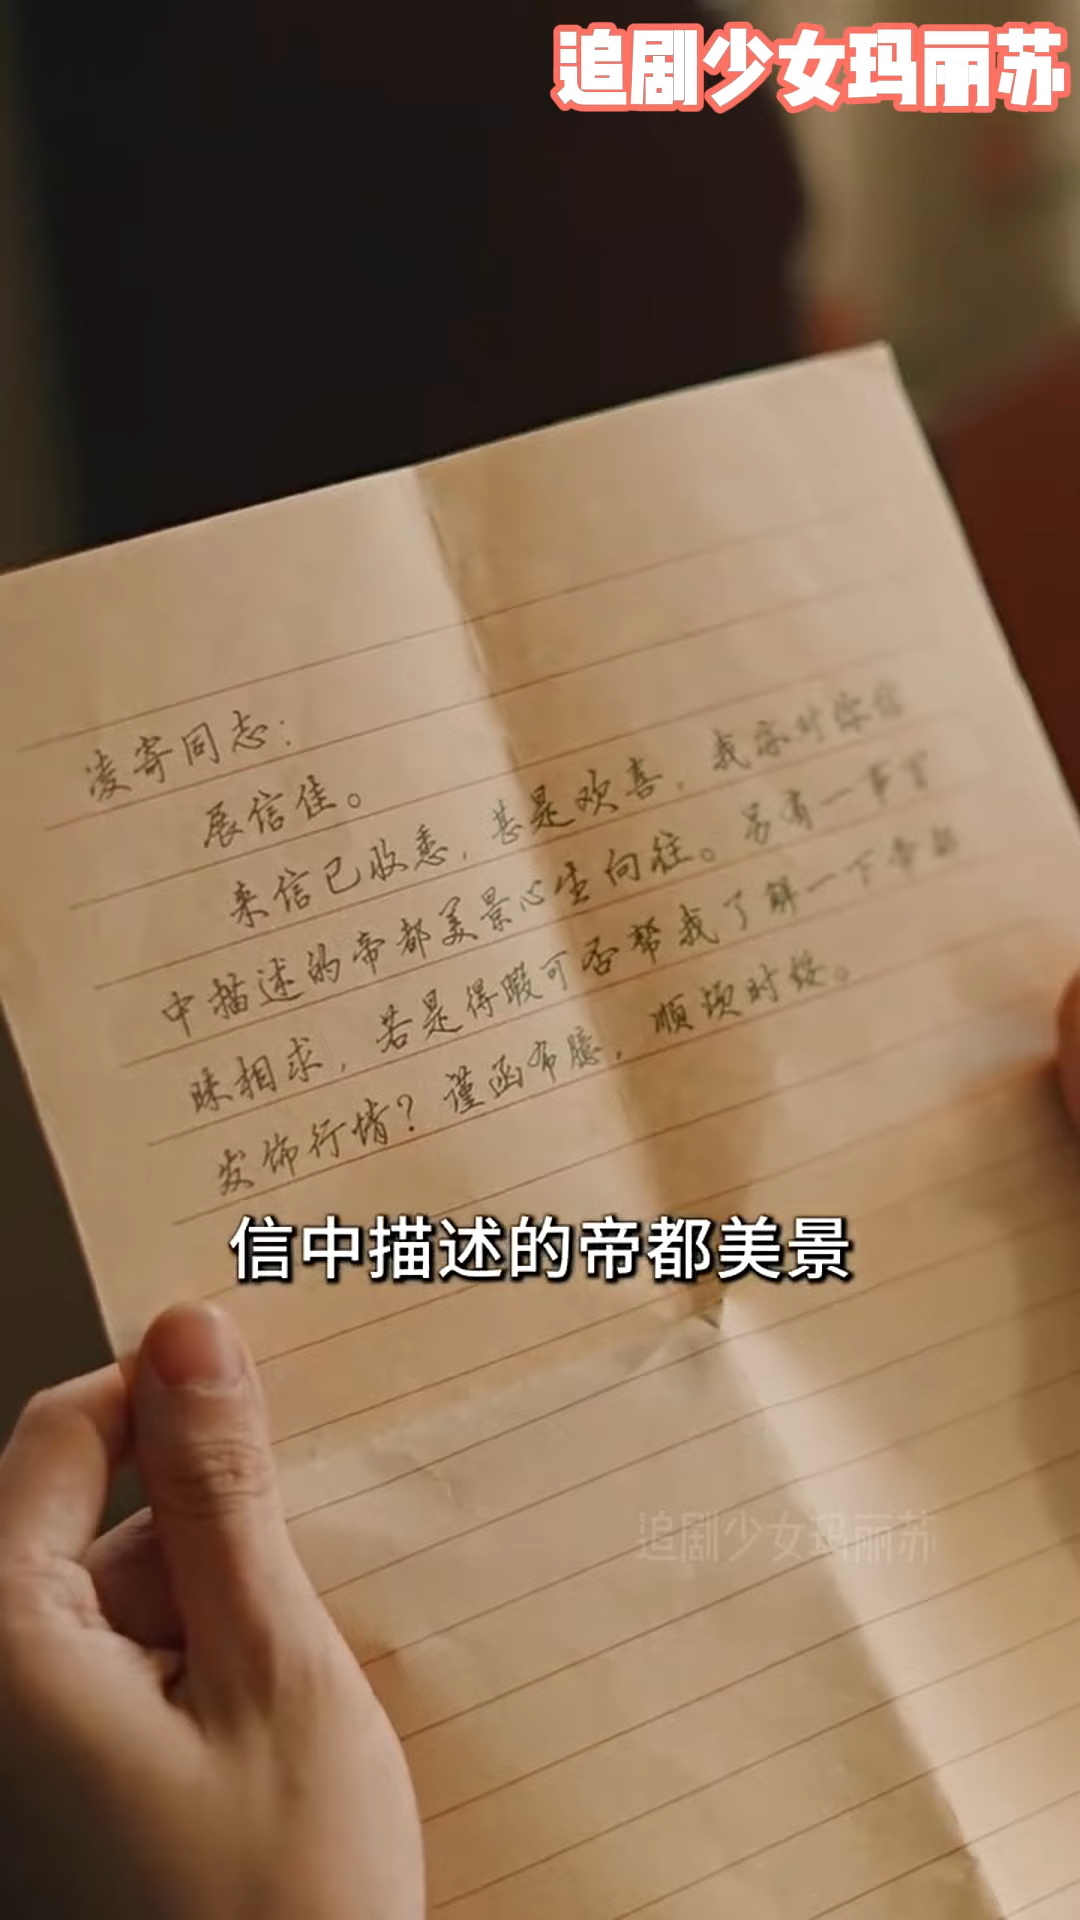 追剧少女玛丽苏
凌寄同志：
展信佳。
来信已收悉，甚是欢喜，我亦对你信
中描述的帝都美景心生向往。另有一事冒
昧相求，若是得暇可否帮我了解一下帝都
发饰行情？谨函布臆，顺颂时绥。
信中描述的帝都美景
追剧少女玛丽苏